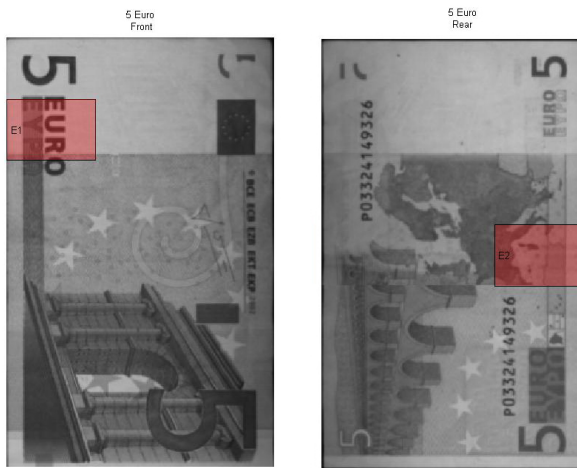 5 Euro
Front
5 Euro
Rear
5
EURO
EYPΩ
E1
BCE ECB EZB EKT EKP
5
5
EURO
EYPΩ
P03324149326
E2
P03324149326
5
EURO
EYPΩ
5